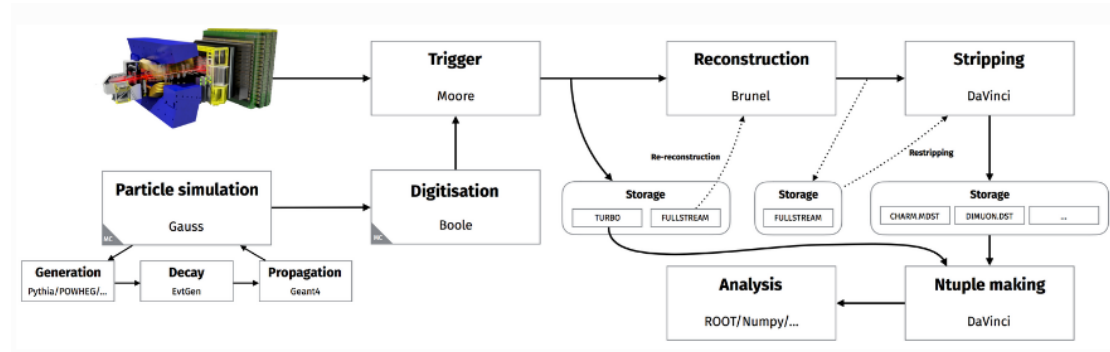 Trigger
Moore
Reconstruction
Brunel
Stripping
DaVinci
Re-reconstruction
Restripping
Particle simulation
Gauss
MC
Digitisation
Boole
MC
Storage
TURBO
FULLSTREAM
Storage
FULLSTREAM
Storage
CHARM.MDST
DIMUON.DST
...
Generation
Pythia/POWHEG/...
Decay
EvtGen
Propagation
Geant4
Analysis
ROOT/Numpy/...
Ntuple making
DaVinci